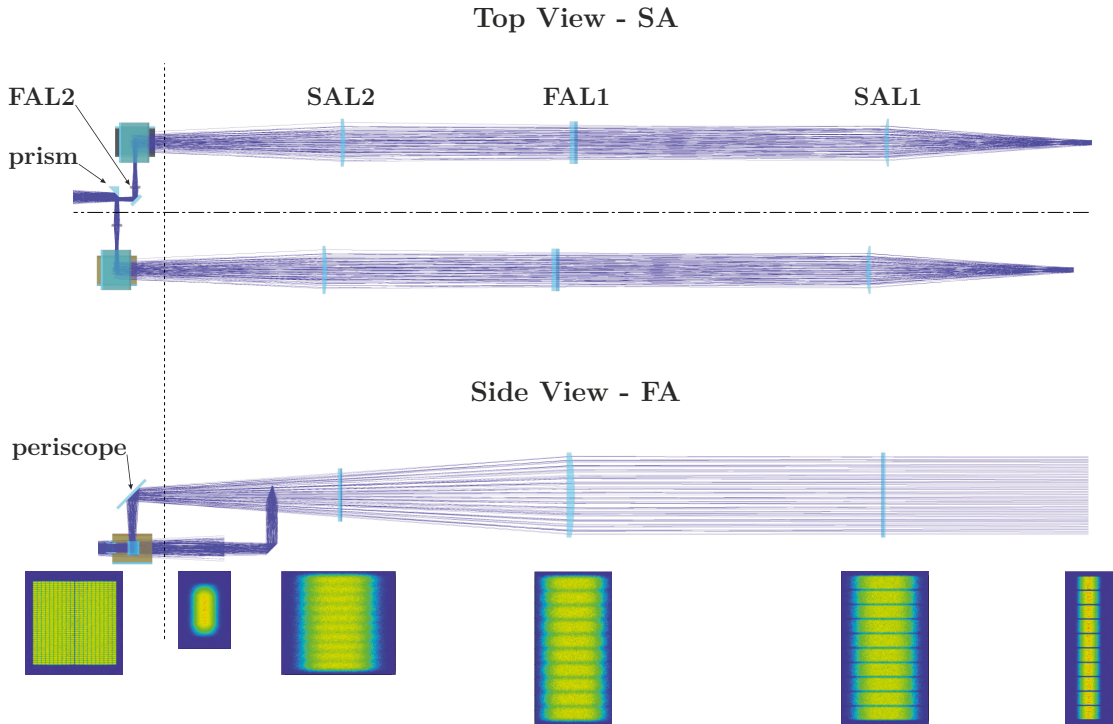 Top View - SA
FAL2
SAL2
FAL1
SAL1
prism
Side View - FA
periscope